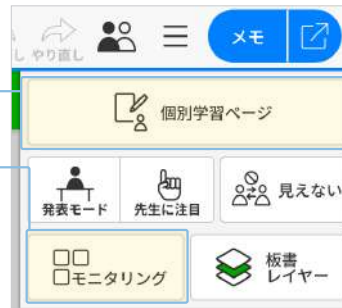 し
やり直し
メモ
個別学習ページ
発表モード
先生に注目
見えない
モニタリング
板書
レイヤー